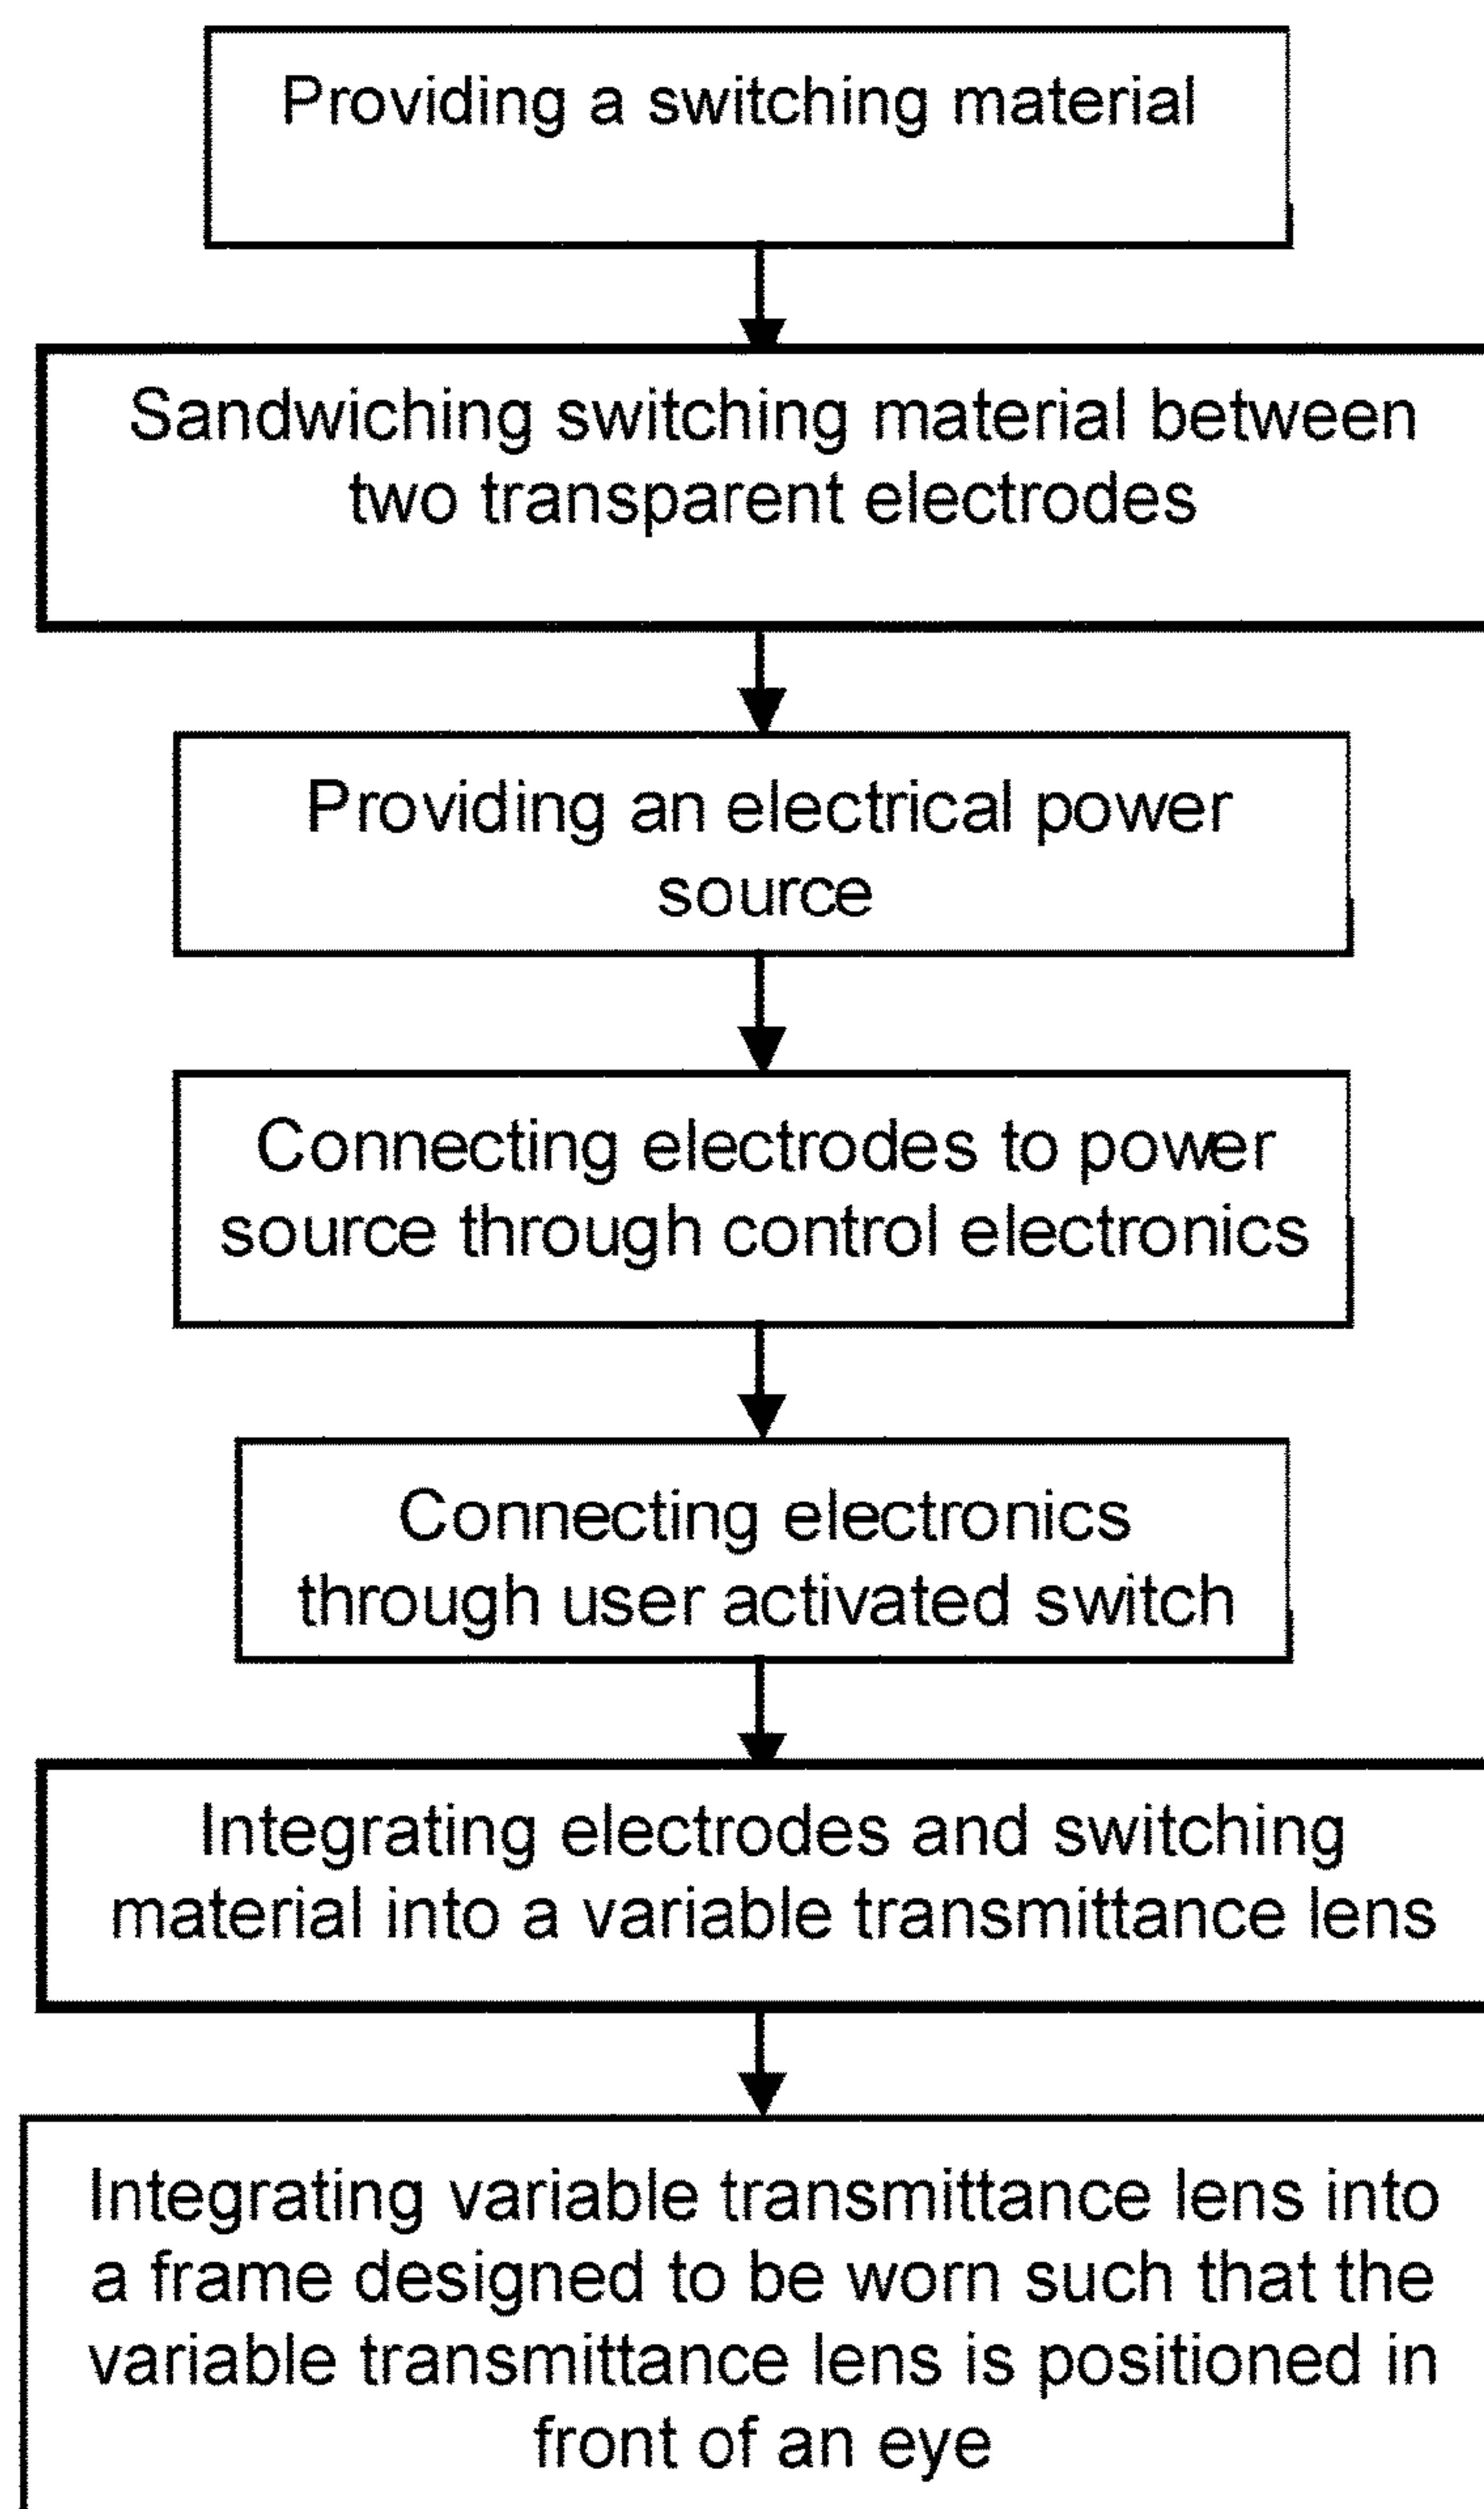 Providing a switching material
Sandwiching switching material between
two transparent electrodes
Providing an electrical power
source
Connecting electrodes to power
source through control electronics
Connecting electronics
through user activated switch
Integrating electrodes and switching
material into a variable transmittance lens
Integrating variable transmittance lens into
a frame designed to be worn such that the
variable transmittance lens is positioned in
front of an eye